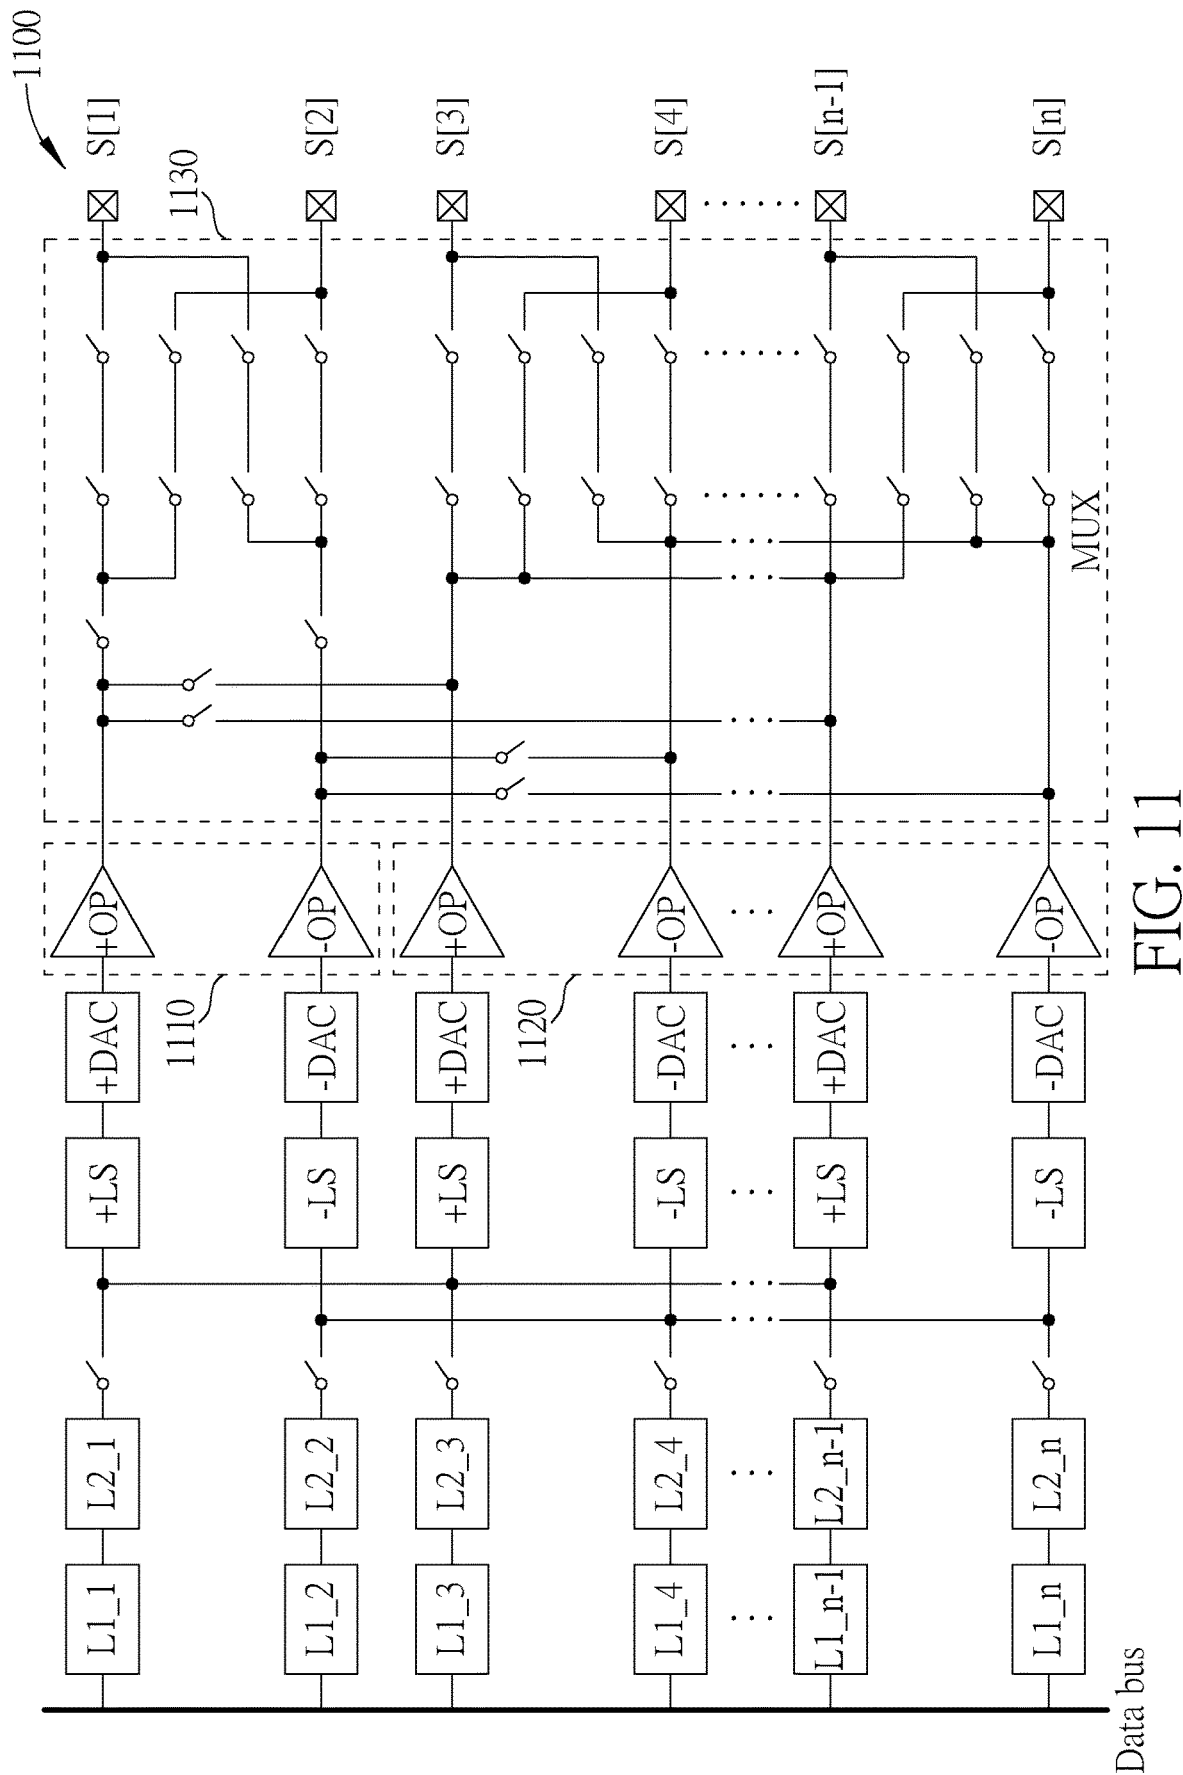 1100
S[1]
S[2]
S[3]
S[4]
S[n-1]
S[n]
1130
MUX
+OP
-OP
+OP
-OP
+OP
-OP
1110
1120
+DAC
-DAC
+DAC
-DAC
+DAC
-DAC
+LS
-LS
+LS
-LS
+LS
-LS
L2_1
L2_2
L2_3
L2_4
L2_n-1
L2_n
L1_1
L1_2
L1_3
L1_4
L1_n-1
L1_n
Data bus
FIG. 11